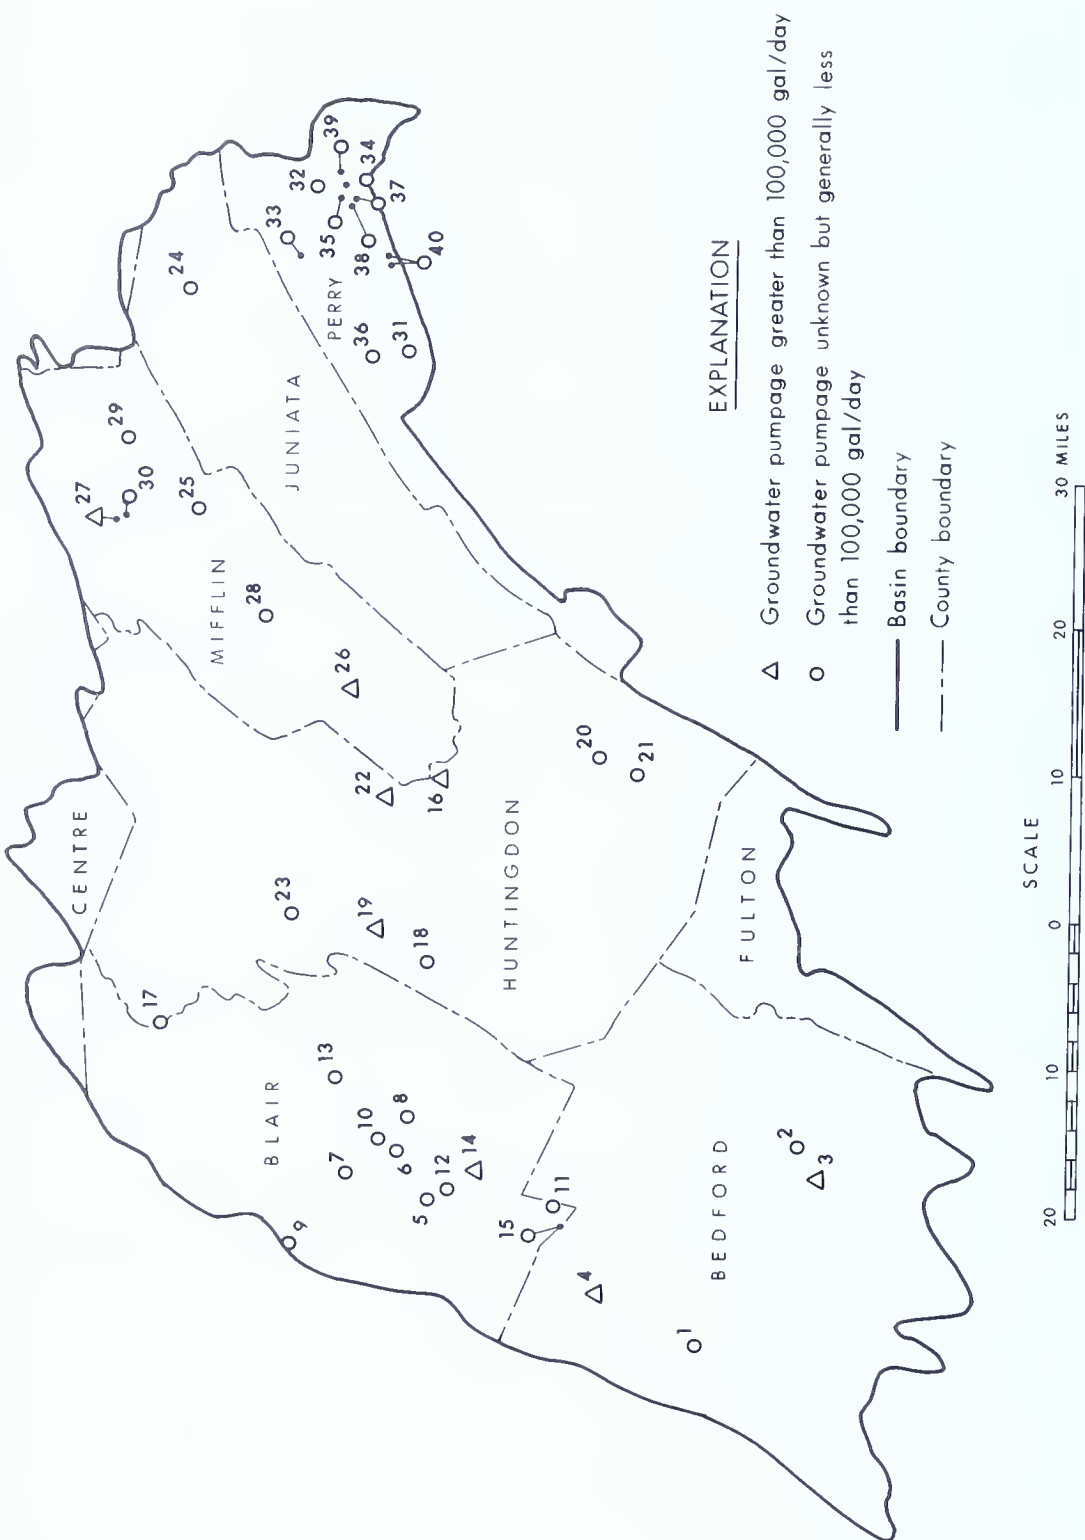 CENTRE
MIFFLIN
JUNIATA
PERRY
BLAIR
HUNTINGDON
BEDFORD
FULTON
1
2
3
4
5
6
7
8
9
10
11
12
13
14
15
16
17
18
19
20
21
22
23
24
25
26
27
28
29
30
31
32
33
34
35
36
37
38
39
40
EXPLANATION
Groundwater pumpage greater than 100,000 gal/day
Groundwater pumpage unknown but generally less
than 100,000 gal/day
Basin boundary
County boundary
SCALE
20 10 0 10 20 30 MILES